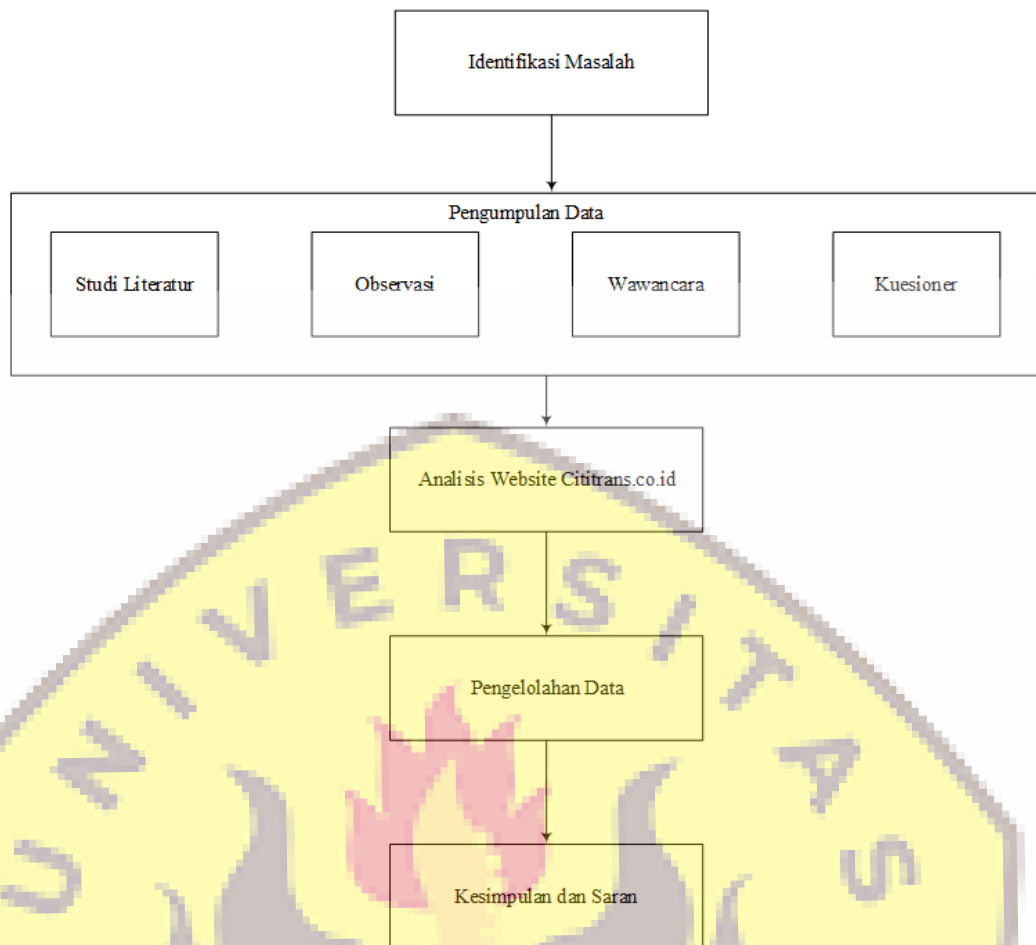 Identifikasi Masalah
Pengumpulan Data
Studi Literatur
Observasi
Wawancara
Kuesioner
Analisis Website Cititrans.co.id
UNIVERSITAS
Pengelolahan Data
Kesimpulan dan Saran